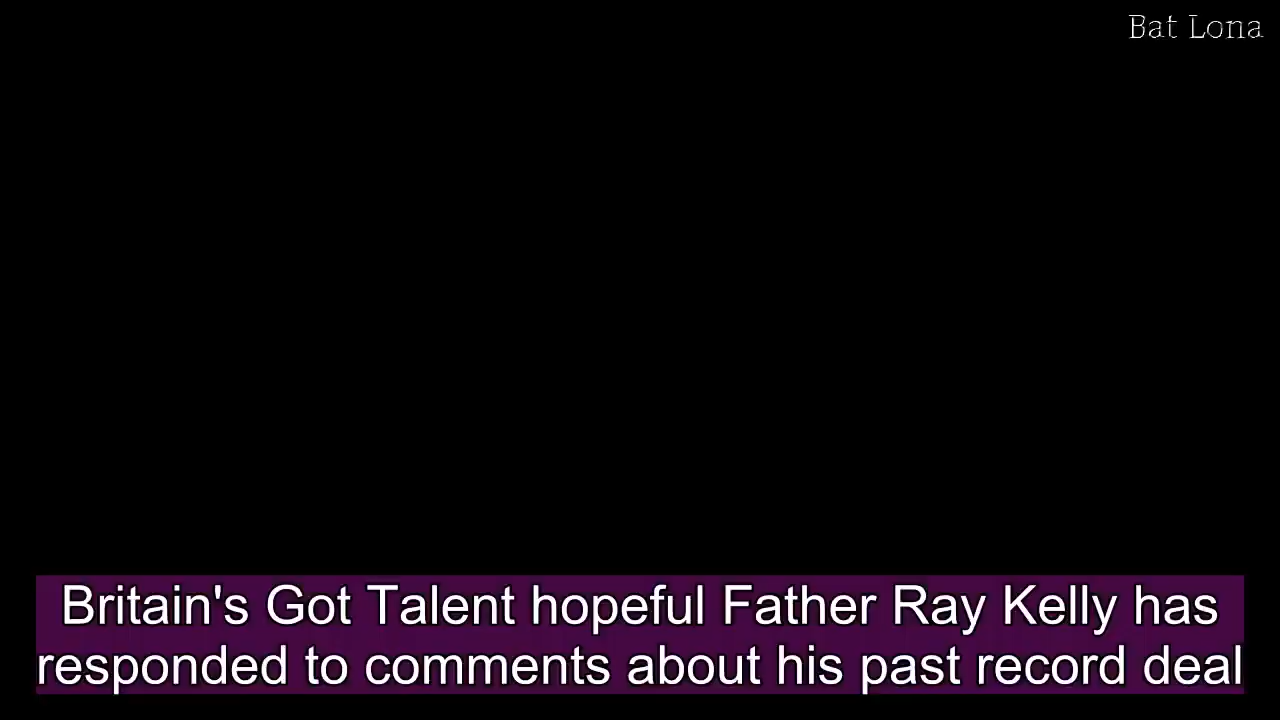 Bat Lona
Britain's Got Talent hopeful Father Ray Kelly has
responded to comments about his past record deal